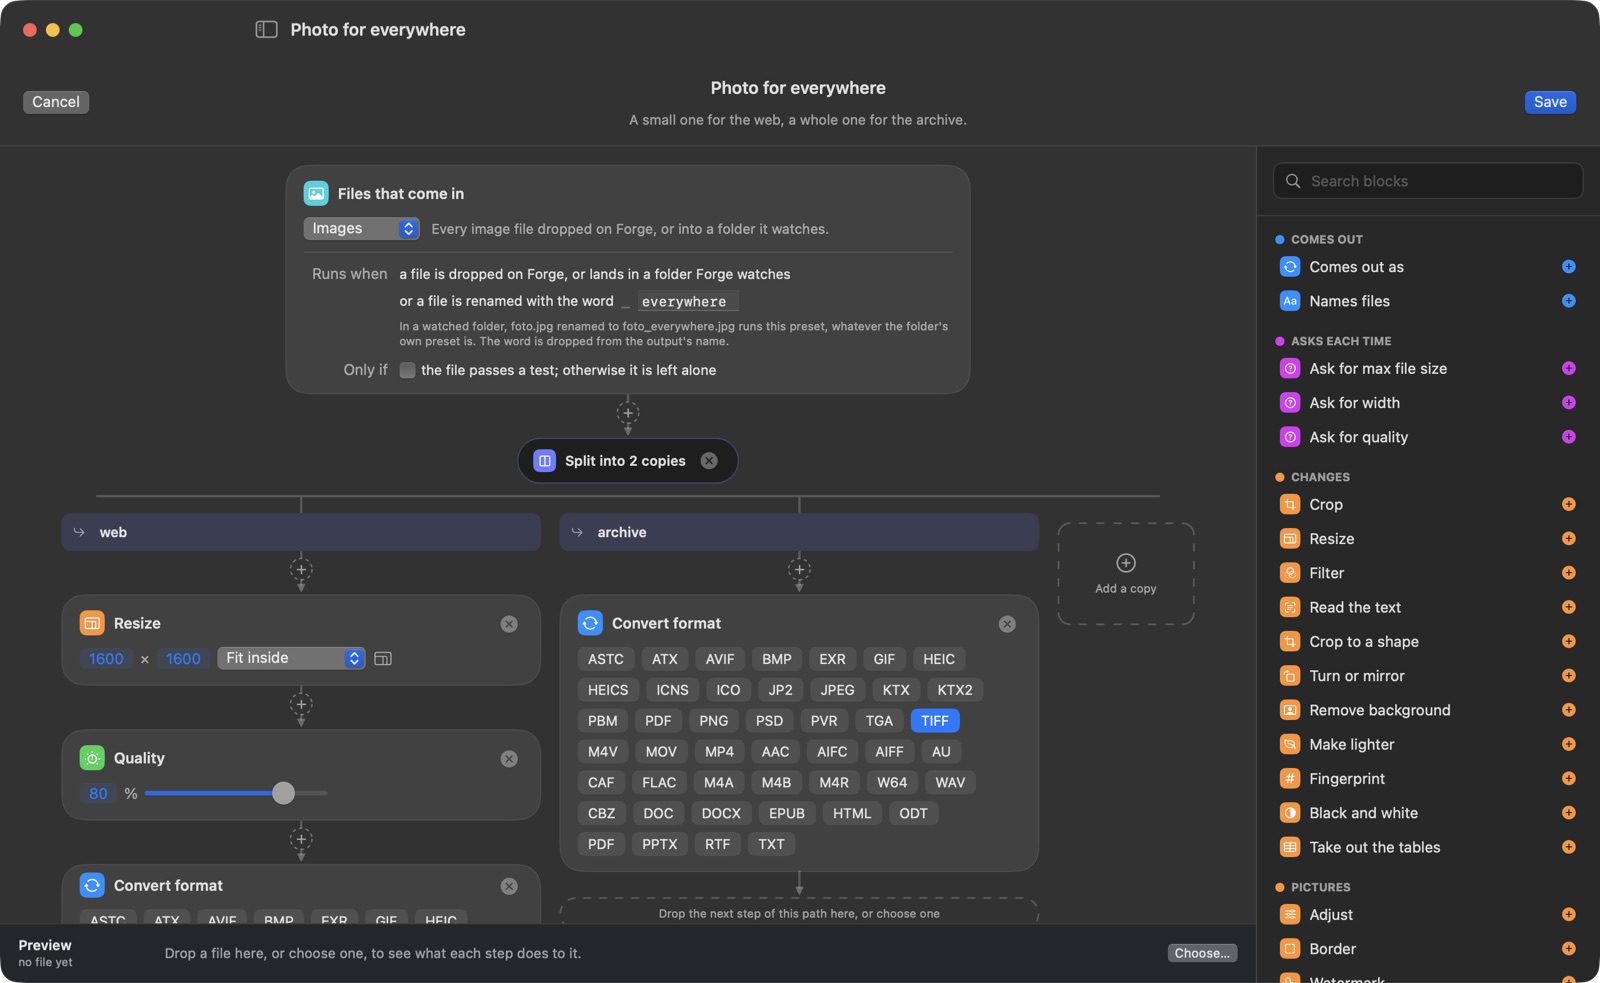 Photo for everywhere
Cancel
Photo for everywhere
A small one for the web, a whole one for the archive.
Save
Files that come in
Images
Every image file dropped on Forge, or into a folder it watches.
Runs when a file is dropped on Forge, or lands in a folder Forge watches
or a file is renamed with the word _ everywhere
In a watched folder, foto.jpg renamed to foto_everywhere.jpg runs this preset, whatever the folder's
own preset is. The word is dropped from the output's name.
Only if the file passes a test; otherwise it is left alone
Split into 2 copies
web
Resize
1600 × 1600 Fit inside
Quality
80 %
Convert format
ASTC ATX AVIF BMP EXR GIF HEIC
archive
Convert format
ASTC ATX AVIF BMP EXR GIF HEIC
HEICS ICNS ICO JP2 JPEG KTX KTX2
PBM PDF PNG PSD PVR TGA TIFF
M4V MOV MP4 AAC AIFC AIFF AU
CAF FLAC M4A M4B M4R W64 WAV
CBZ DOC DOCX EPUB HTML ODT
PDF PPTX RTF TXT
Drop the next step of this path here, or choose one
Add a copy
Preview
no file yet
Drop a file here, or choose one, to see what each step does to it.
Choose...
Search blocks
COMES OUT
Comes out as
Aa Names files
ASKS EACH TIME
Ask for max file size
Ask for width
Ask for quality
CHANGES
Crop
Resize
Filter
Read the text
Crop to a shape
Turn or mirror
Remove background
Make lighter
# Fingerprint
Black and white
Take out the tables
PICTURES
Adjust
Border
Watermark